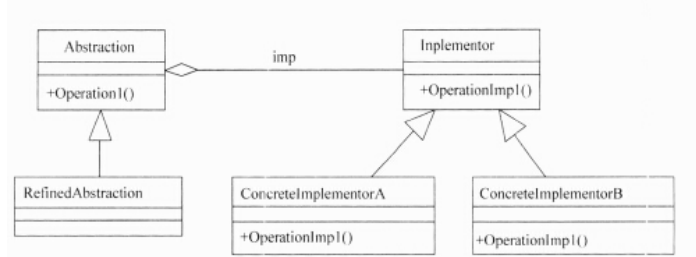 Abstraction
imp
Inplementor
+Operation1()
+OperationImp1()
RefinedAbstraction
ConcreteImplementorA
ConcreteImplementorB
+OperationImp1()
+OperationImp1()